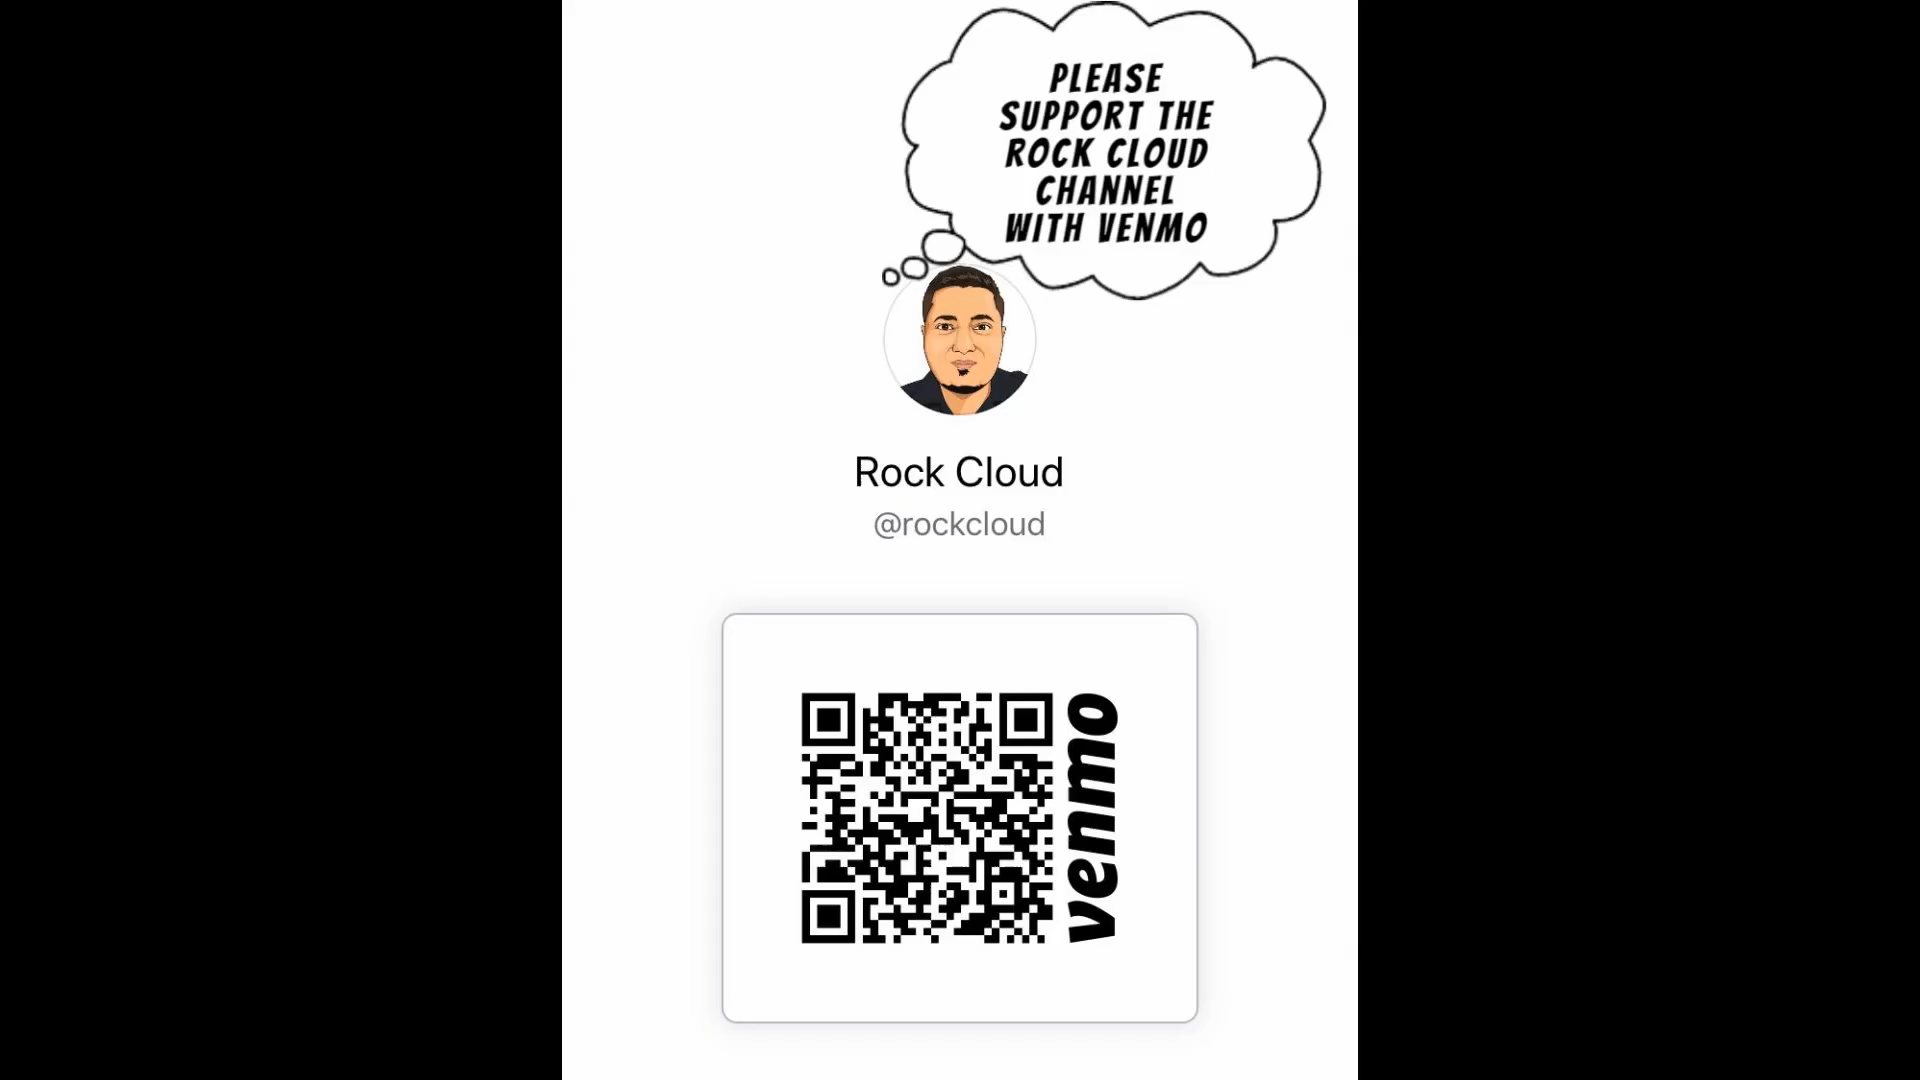 PLEASE
SUPPORT THE
ROCK CLOUD
CHANNEL
WITH VENMO
Rock Cloud
@rockcloud
venmo